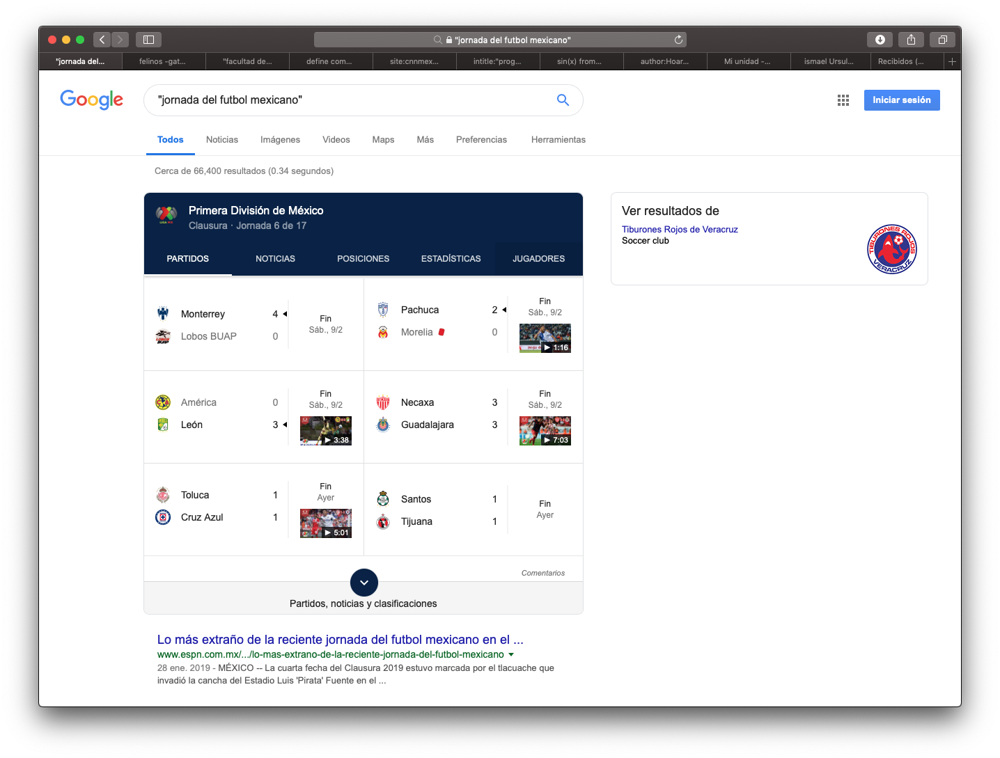 "jornada del futbol mexicano"
"jornada del...
felinos -gat...
"facultad de...
define com...
site:cnnmex...
intitle:"prog...
sin(x) from...
author:Hoar...
Mi unidad -...
ismael Ursul...
Recibidos (...
Google
"jornada del futbol mexicano"
Iniciar sesión
Todos
Noticias
Imágenes
Videos
Maps
Más
Preferencias
Herramientas
Cerca de 66,400 resultados (0.34 segundos)
LIGA MX
Primera División de México
Clausura · Jornada 6 de 17
PARTIDOS
NOTICIAS
POSICIONES
ESTADÍSTICAS
JUGADORES
Monterrey 4
Lobos BUAP 0
Fin
Sáb., 9/2
Pachuca 2
Morelia 0
Fin
Sáb., 9/2
1:16
América 0
León 3
Fin
Sáb., 9/2
3:38
Necaxa 3
Guadalajara 3
Fin
Sáb., 9/2
7:03
Toluca 1
Cruz Azul 1
Fin
Ayer
5:01
Santos 1
Tijuana 1
Fin
Ayer
Comentarios
Partidos, noticias y clasificaciones
Lo más extraño de la reciente jornada del futbol mexicano en el ...
www.espn.com.mx/.../lo-mas-extrano-de-la-reciente-jornada-del-futbol-mexicano
28 ene. 2019 - MÉXICO -- La cuarta fecha del Clausura 2019 estuvo marcada por el tlacuache que
invadió la cancha del Estadio Luis 'Pirata' Fuente en el ...
Ver resultados de
Tiburones Rojos de Veracruz
Soccer club
TIBURONES ROJOS
VERACRUZ